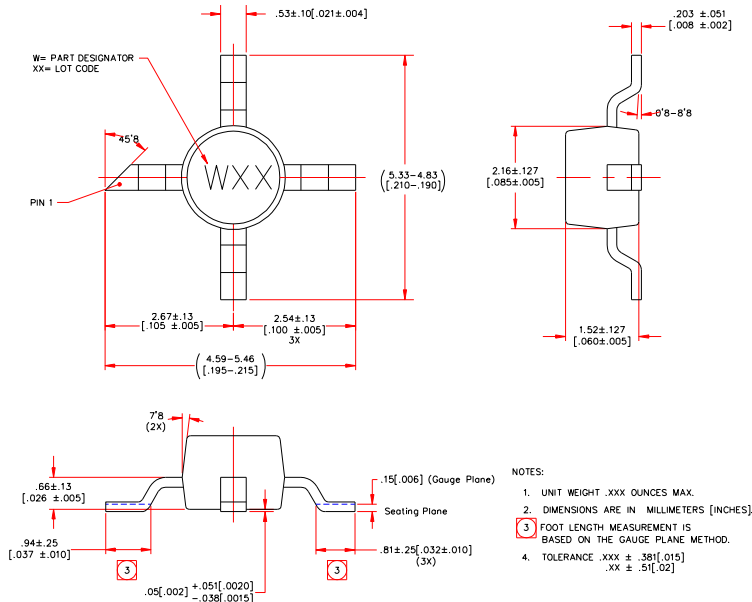 .53±.10[.021±.004]
.203 ±.051
[.008 ±.002]
W= PART DESIGNATOR
XX= LOT CODE
0°8-8°8
45°8
WXX
(5.33-4.83
[.210-.190])
2.16±.127
[.085±.005]
PIN 1
2.67±.13
[.105 ±.005]
2.54±.13
[.100 ±.005]
3X
1.52±.127
[.060±.005]
(4.59-5.46
[.195-.215])
7°8
(2X)
.66±.13
[.026 ±.005]
.15[.006] (Gauge Plane)
Seating Plane
.94±.25
[.037 ±.010]
.81±.25[.032±.010]
(3X)
3
3
.05[.002] +.051[.0020]
-.038[.0015]
NOTES:
1. UNIT WEIGHT .XXX OUNCES MAX.
2. DIMENSIONS ARE IN MILLIMETERS [INCHES].
3 FOOT LENGTH MEASUREMENT IS
BASED ON THE GAUGE PLANE METHOD.
4. TOLERANCE .XXX ± .381[.015]
.XX ± .51[.02]